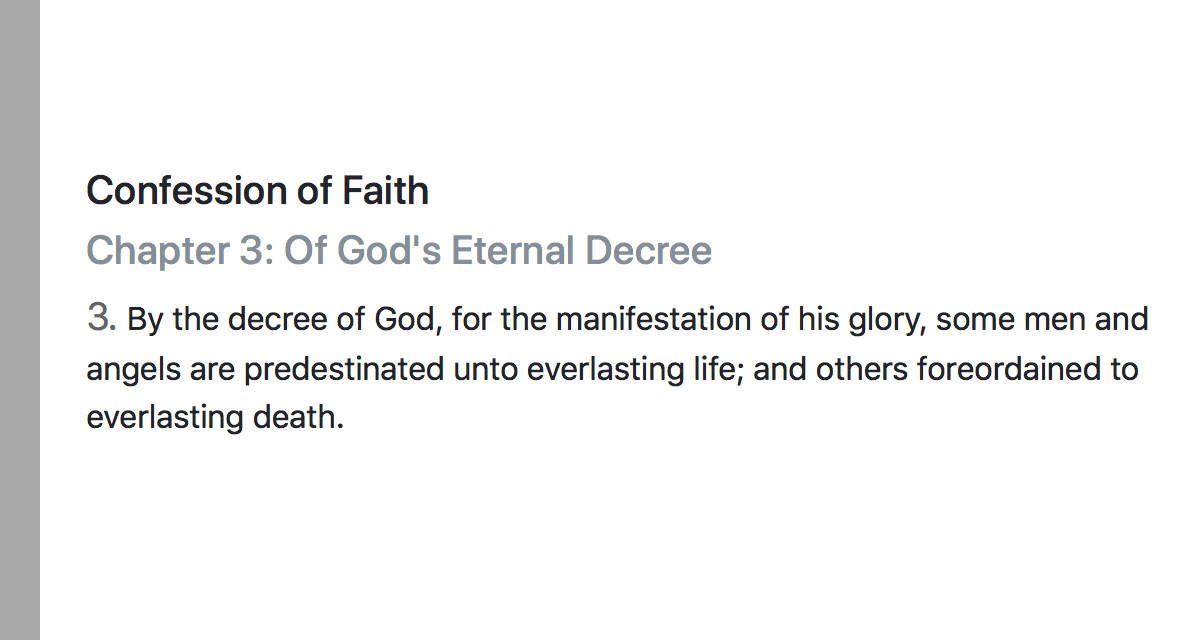 Confession of Faith
Chapter 3: Of God's Eternal Decree
3. By the decree of God, for the manifestation of his glory, some men and
angels are predestinated unto everlasting life; and others foreordained to
everlasting death.